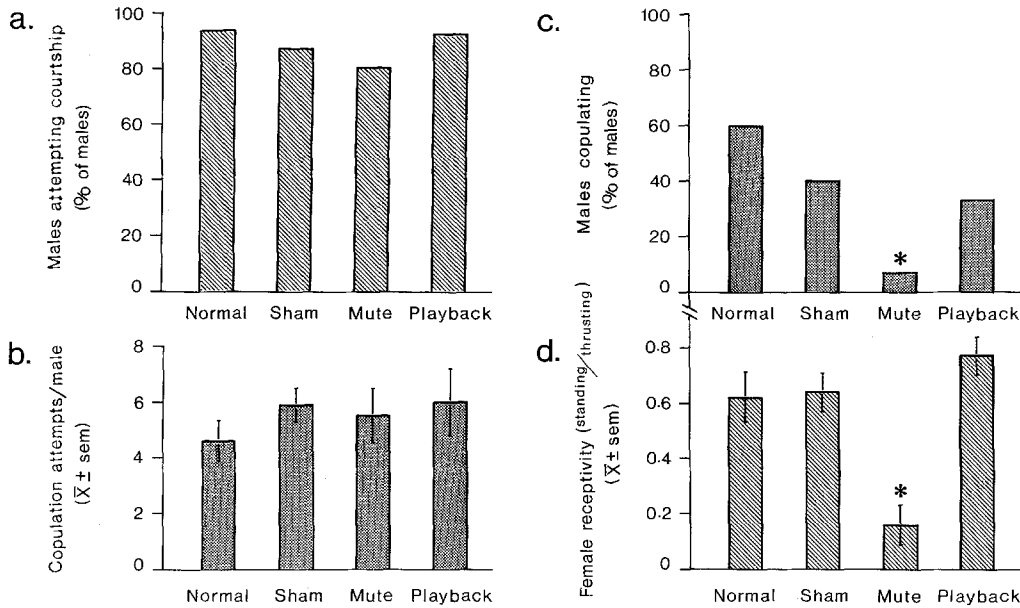 a.
Males attempting courtship
(% of males)
100
80
60
40
20
0
Normal Sham Mute Playback
b.
Copulation attempts/male
(X̅ ± sem)
8
6
4
2
0
Normal Sham Mute Playback
c.
Males copulating
(% of males)
100
80
60
40
20
0
*
Normal Sham Mute Playback
d.
Female receptivity (standing/thrusting)
(X̅ ± sem)
0.8
0.6
0.4
0.2
0
*
Normal Sham Mute Playback